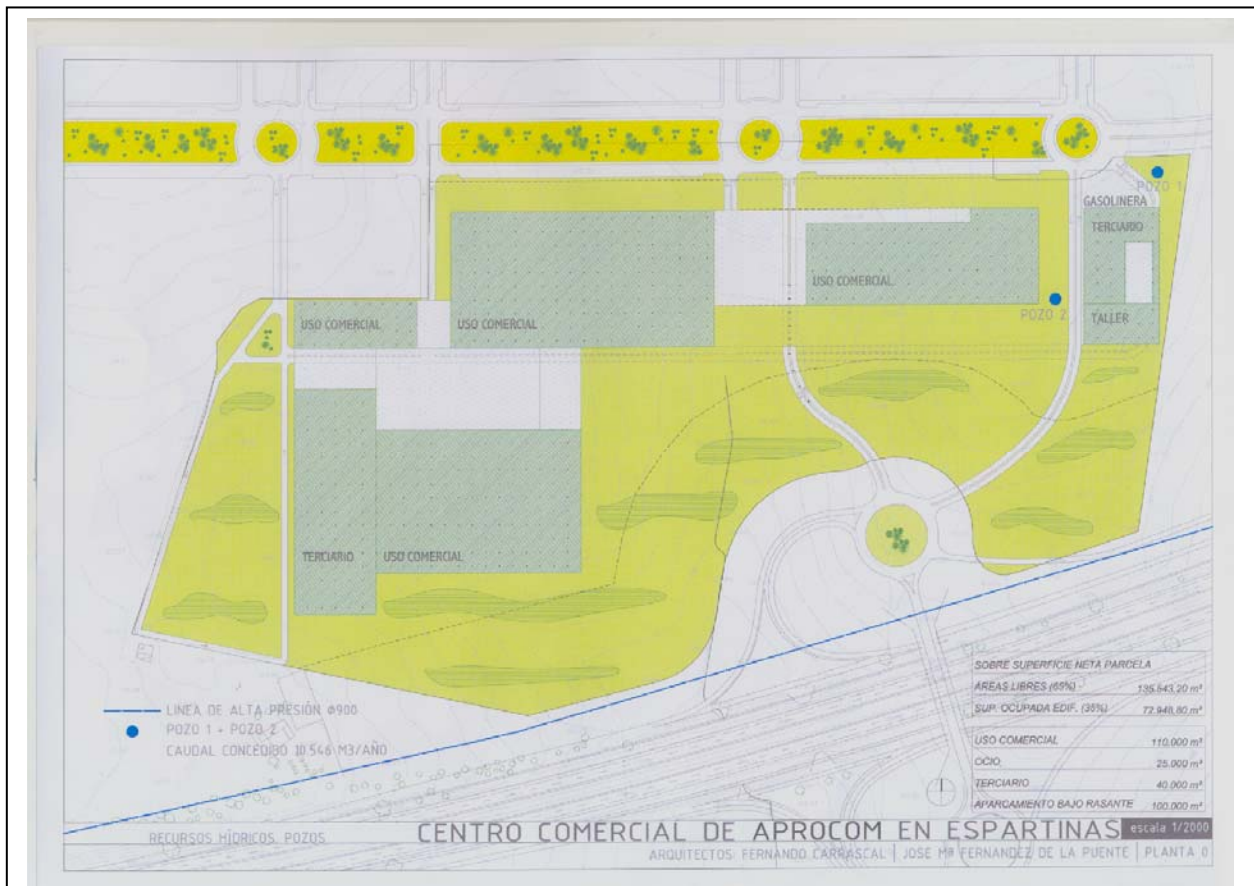 POZO 1
GASOLINERA
TERCIARIO
USO COMERCIAL
POZO 2
TALLER
USO COMERCIAL
USO COMERCIAL
TERCIARIO
USO COMERCIAL
LINEA DE ALTA PRESIÓN Ø900
POZO 1 - POZO 2
CAUDAL CONCEDIDO 10.546 M3/AÑO
SOBRE SUPERFICIE NETA PARCELA
ÁREAS LIBRES (65%) 135.543,20 m²
SUP. OCUPADA EDIF. (35%) 72.948,80 m²
USO COMERCIAL 110.000 m²
OCIO 25.000 m²
TERCIARIO 40.000 m²
APARCAMIENTO BAJO RASANTE 100.000 m²
RECURSOS HÍDRICOS. POZOS
CENTRO COMERCIAL DE APROCOM EN ESPARTINAS escala 1/2000
ARQUITECTOS: FERNANDO CARRASCAL | JOSE Mª FERNANDEZ DE LA PUENTE | PLANTA 0